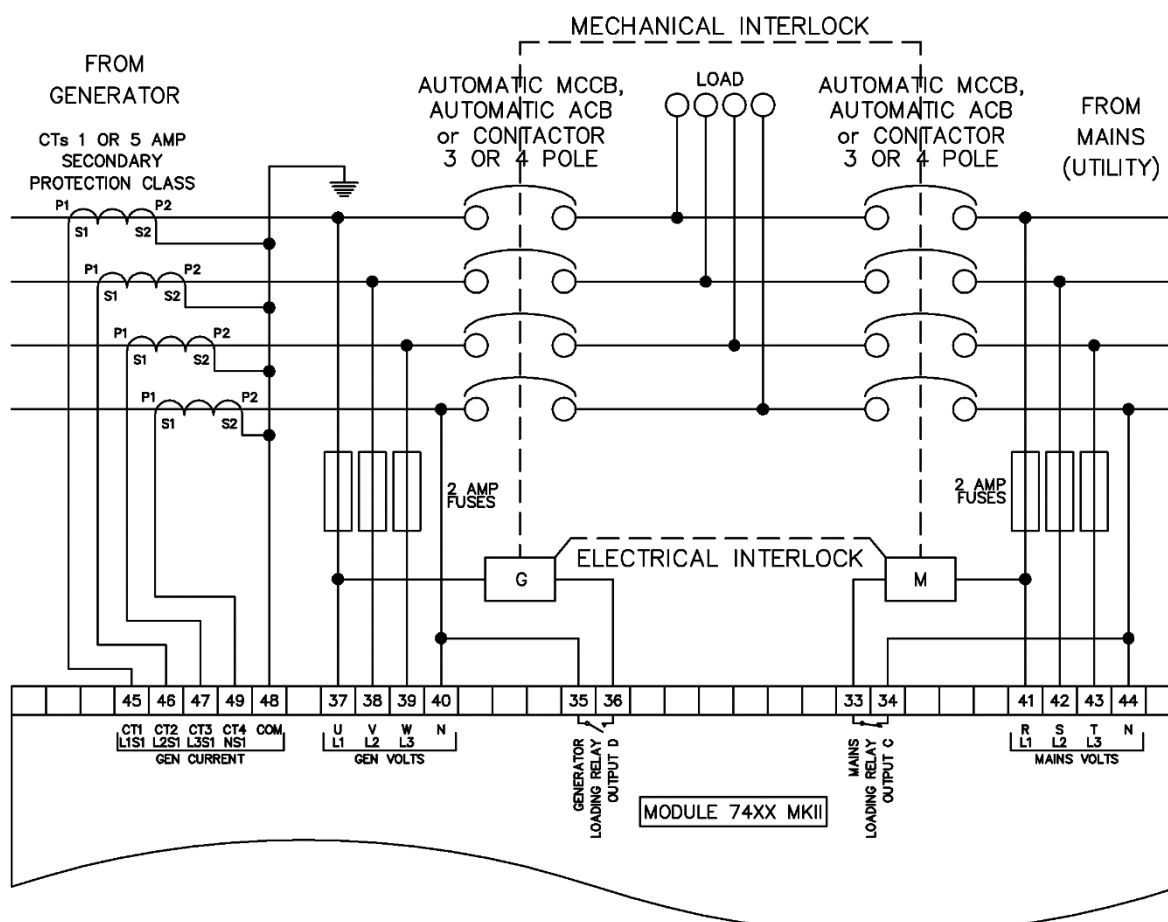 MECHANICAL INTERLOCK
FROM
GENERATOR
CTs 1 OR 5 AMP
SECONDARY
PROTECTION CLASS
AUTOMATIC MCCB,
AUTOMATIC ACB
or CONTACTOR
3 OR 4 POLE
LOAD
AUTOMATIC MCCB,
AUTOMATIC ACB
or CONTACTOR
3 OR 4 POLE
FROM
MAINS
(UTILITY)
P1 P2
S1 S2
P1 P2
S1 S2
P1 P2
S1 S2
P1 P2
S1 S2
2 AMP
FUSES
2 AMP
FUSES
ELECTRICAL INTERLOCK
G
M
45 46 47 49 48 37 38 39 40 35 36 33 34 41 42 43 44
CT1 CT2 CT3 CT4 COM
L1S1 L2S1 L3S1 NS1
GEN CURRENT
U V W N
L1 L2 L3
GEN VOLTS
GENERATOR
LOADING RELAY
OUTPUT D
MAINS
LOADING RELAY
OUTPUT C
R S T N
L1 L2 L3
MAINS VOLTS
MODULE 74XX MKII